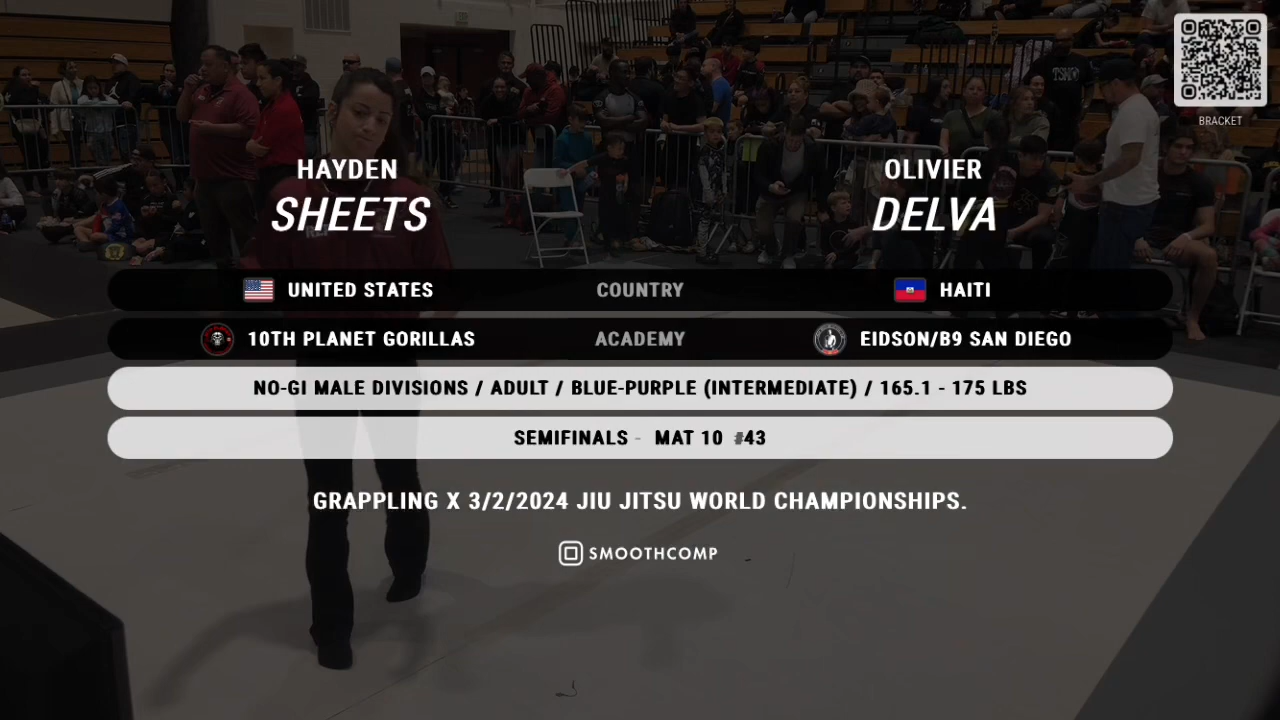 BRACKET
HAYDEN
SHEETS
OLIVIER
DELVA
UNITED STATES COUNTRY HAITI
10TH PLANET GORILLAS ACADEMY EIDSON/B9 SAN DIEGO
NO-GI MALE DIVISIONS / ADULT / BLUE-PURPLE (INTERMEDIATE) / 165.1 - 175 LBS
SEMIFINALS - MAT 10 #43
GRAPPLING X 3/2/2024 JIU JITSU WORLD CHAMPIONSHIPS.
SMOOTHCOMP